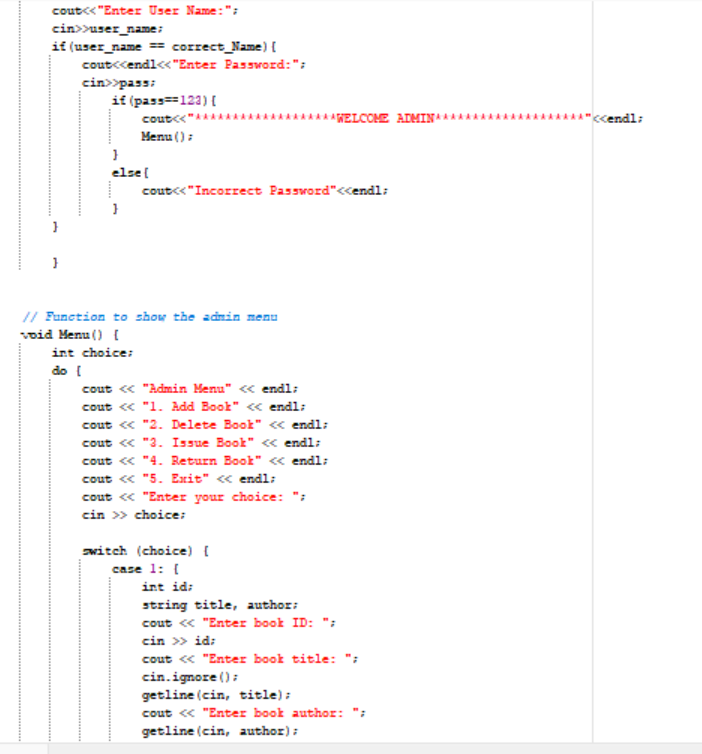 cout<<"Enter User Name:";
cin>>user_name;
if(user_name == correct_Name){
cout<<endl<<"Enter Password:";
cin>>pass;
if(pass==123){
cout<<"*******************WELCOME ADMIN********************"<<endl;
Menu();
}
else{
cout<<"Incorrect Password"<<endl;
}
}
}
// Function to show the admin menu
void Menu() {
int choice;
do {
cout << "Admin Menu" << endl;
cout << "1. Add Book" << endl;
cout << "2. Delete Book" << endl;
cout << "3. Issue Book" << endl;
cout << "4. Return Book" << endl;
cout << "5. Exit" << endl;
cout << "Enter your choice: ";
cin >> choice;
switch (choice) {
case 1: {
int id;
string title, author;
cout << "Enter book ID: ";
cin >> id;
cout << "Enter book title: ";
cin.ignore();
getline(cin, title);
cout << "Enter book author: ";
getline(cin, author);